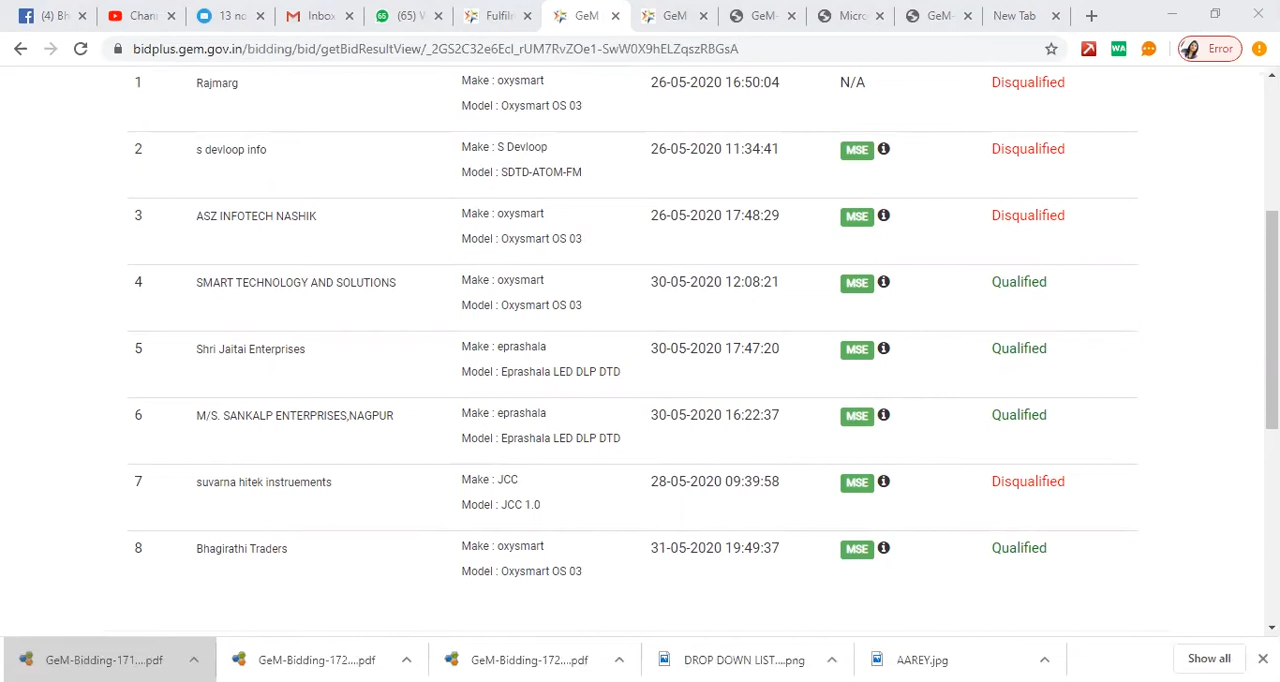 (4) Bh
Chann
13 no
Inbox
(65) W
Fulfilm
GeM
GeM
GeM-
Micro
GeM-
New Tab
bidplus.gem.gov.in/bidding/bid/getBidResultView/_2GS2C32e6Ecl_rUM7RvZOe1-SwW0X9hELZqszRBGsA
Error
1 Rajmarg Make : oxysmart 26-05-2020 16:50:04 N/A Disqualified
Model : Oxysmart OS 03
2 s devloop info Make : S Devloop 26-05-2020 11:34:41 MSE Disqualified
Model : SDTD-ATOM-FM
3 ASZ INFOTECH NASHIK Make : oxysmart 26-05-2020 17:48:29 MSE Disqualified
Model : Oxysmart OS 03
4 SMART TECHNOLOGY AND SOLUTIONS Make : oxysmart 30-05-2020 12:08:21 MSE Qualified
Model : Oxysmart OS 03
5 Shri Jaitai Enterprises Make : eprashala 30-05-2020 17:47:20 MSE Qualified
Model : Eprashala LED DLP DTD
6 M/S. SANKALP ENTERPRISES,NAGPUR Make : eprashala 30-05-2020 16:22:37 MSE Qualified
Model : Eprashala LED DLP DTD
7 suvarna hitek instruements Make : JCC 28-05-2020 09:39:58 MSE Disqualified
Model : JCC 1.0
8 Bhagirathi Traders Make : oxysmart 31-05-2020 19:49:37 MSE Qualified
Model : Oxysmart OS 03
GeM-Bidding-171....pdf
GeM-Bidding-172....pdf
GeM-Bidding-172....pdf
DROP DOWN LIST....png
AAREY.jpg
Show all